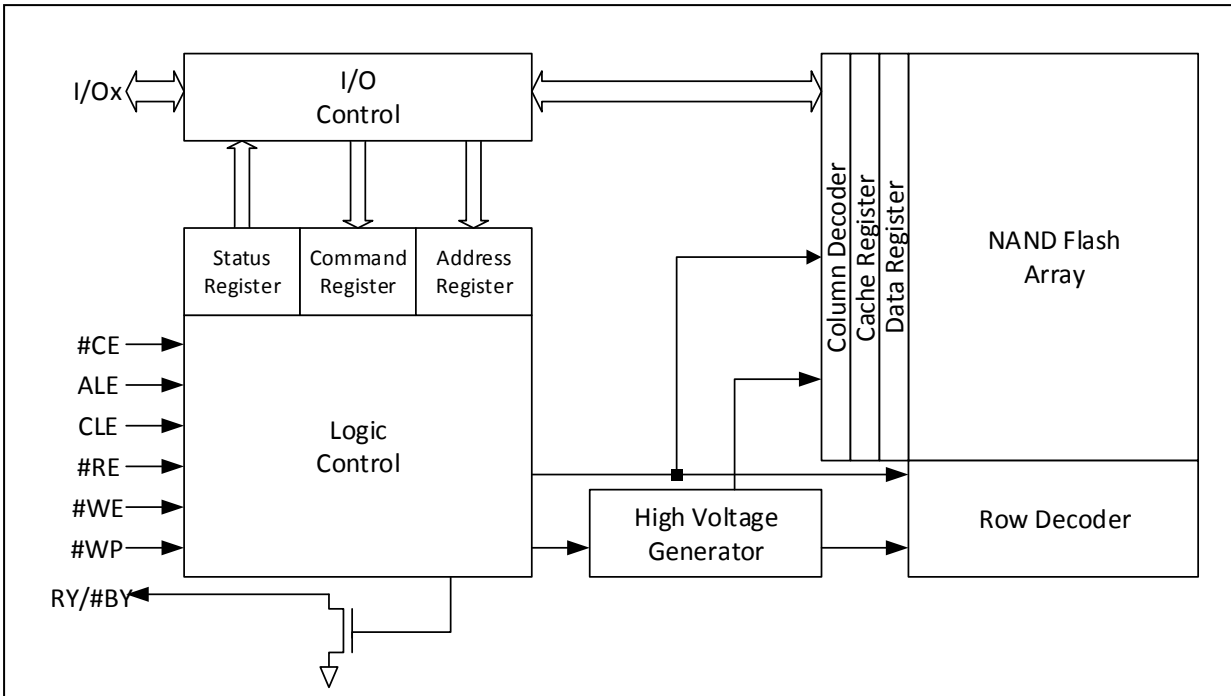 I/Ox
I/O
Control
Status
Register
Command
Register
Address
Register
#CE
ALE
CLE
#RE
#WE
#WP
RY/#BY
Logic
Control
High Voltage
Generator
Column Decoder
Cache Register
Data Register
NAND Flash
Array
Row Decoder